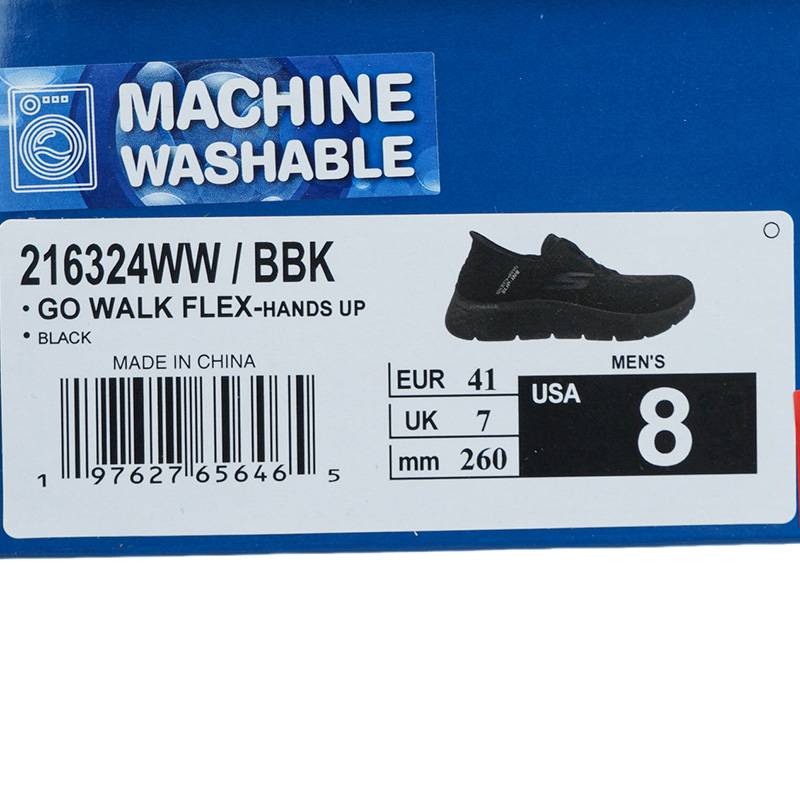 MACHINE
WASHABLE
216324WW / BBK
• GO WALK FLEX-HANDS UP
• BLACK
MADE IN CHINA
1 97627 65646 5
EUR 41
UK 7
mm 260
MEN'S
USA 8